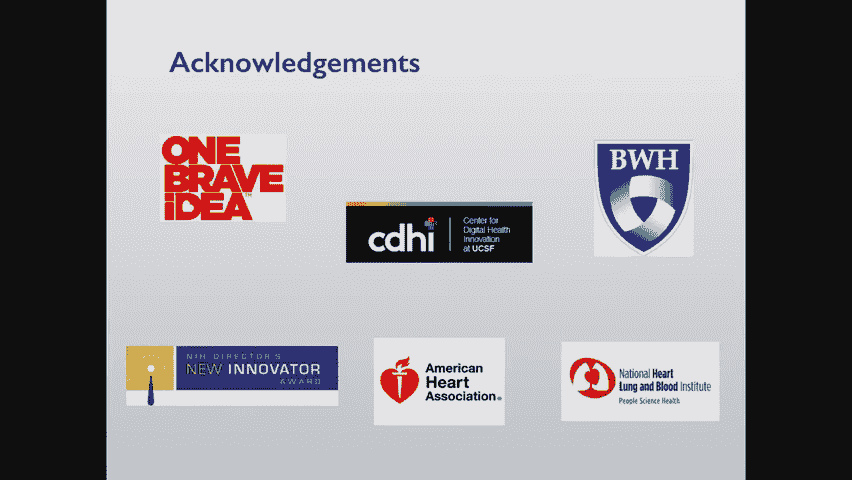 Acknowledgements
ONE
BRAVE
iDEA™
BWH
cdhi
Center for
Digital Health
Innovation
at UCSF
NIH DIRECTOR'S
NEW INNOVATOR
AWARD
American
Heart
Association®
National Heart
Lung and Blood Institute
People Science Health